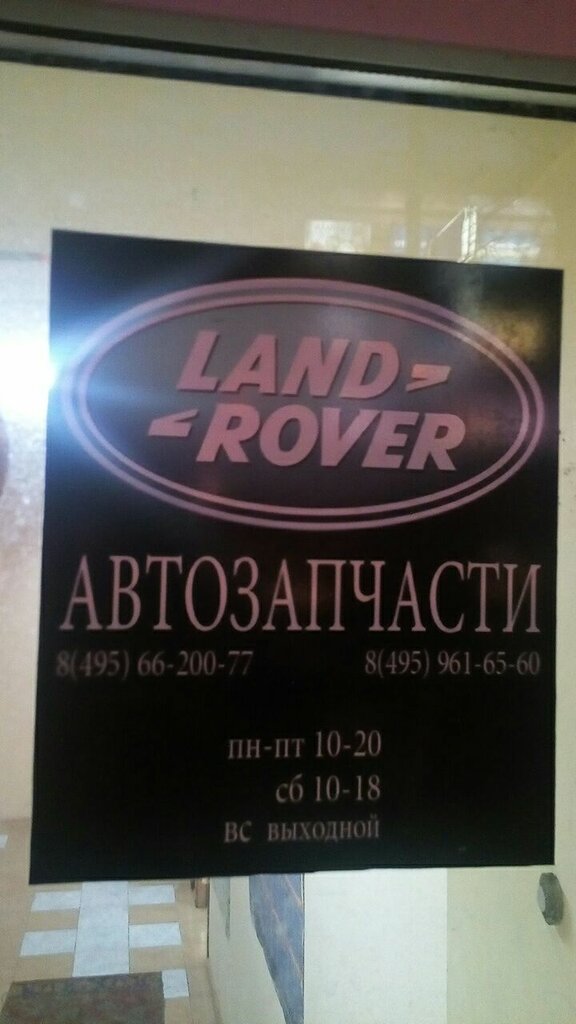 LAND
ROVER
АВТОЗАПЧАСТИ
8(495) 66-200-77 8(495) 961-65-60
пн-пт 10-20
сб 10-18
вс выходной